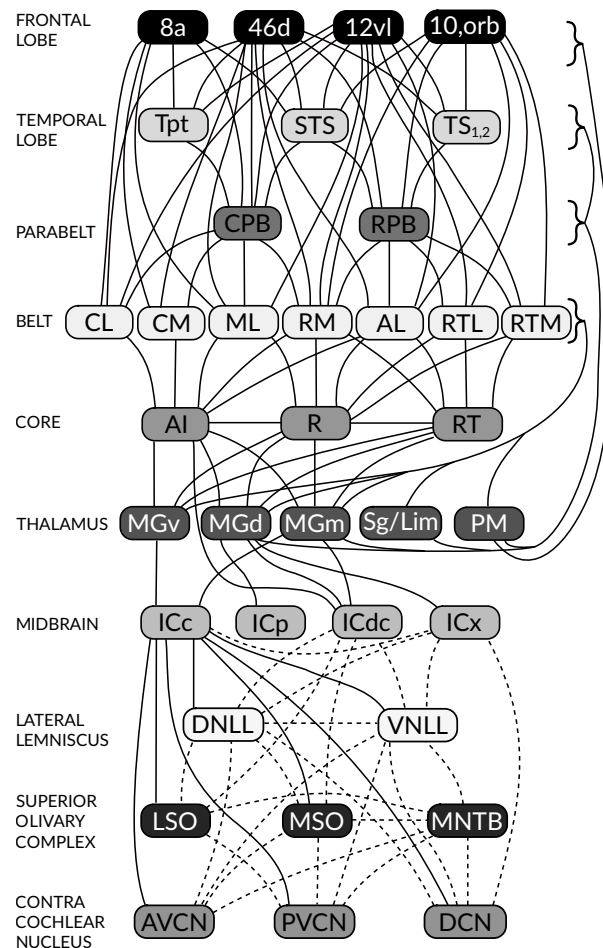 FRONTAL
LOBE
8a 46d 12vl 10,orb
TEMPORAL
LOBE
Tpt STS TS1,2
PARABELT
CPB RPB
BELT
CL CM ML RM AL RTL RTM
CORE
AI R RT
THALAMUS
MGv MGd MGm Sg/Lim PM
MIDBRAIN
ICc ICp ICdc ICx
LATERAL
LEMNISCUS
DNLL VNLL
SUPERIOR
OLIVARY
COMPLEX
LSO MSO MNTB
CONTRA
COCHLEAR
NUCLEUS
AVCN PVCN DCN